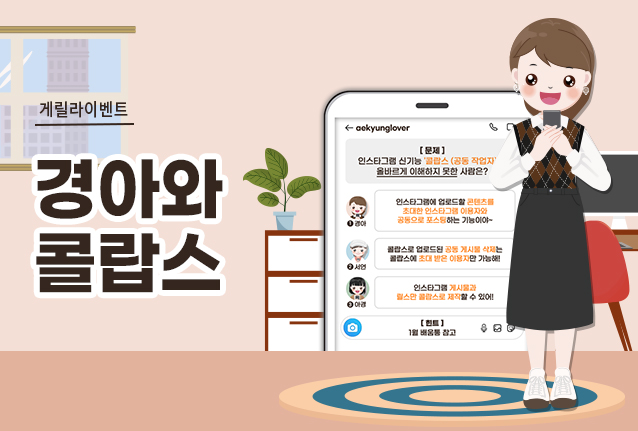 게릴라이벤트
경아와
콜랍스
aekyunglover
[ 문제 ]
인스타그램 신기능 '콜랍스 (공동 작업자)
올바르게 이해하지 못한 사람은?
인스타그램에 업로드할 콘텐츠를
초대한 인스타그램 이용자와
공동으로 포스팅하는 기능이야~
❶ 경아
콜랍스로 업로드된 공동 게시물 삭제는
콜랍스에 초대 받은 이용자만 가능해!
❷ 서연
인스타그램 게시물과
릴스만 콜랍스로 제작할 수 있어!
❸ 아경
[ 힌트 ]
1월 배움통 참고